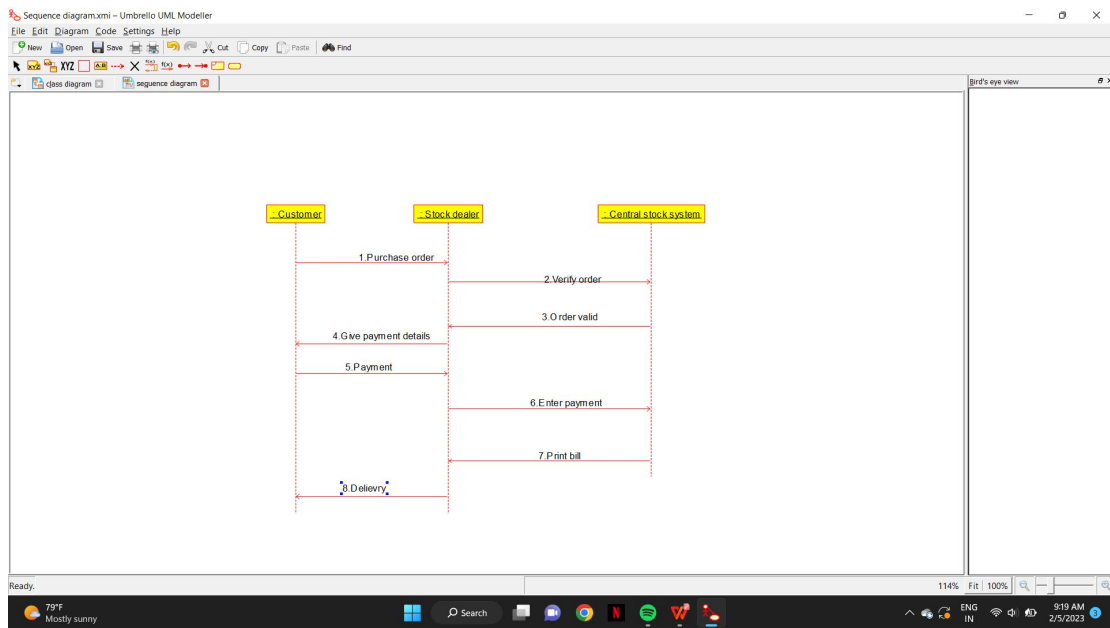 Sequence diagram.xmi – Umbrello UML Modeller
File Edit Diagram Code Settings Help
New Open Save Cut Copy Paste Find
XYZ XYZ A:B f(x) f(x)
class diagram sequence diagram Bird's eye view
: Customer : Stock dealer : Central stock system
1.Purchase order
2.Verify order
3.Order valid
4.Give payment details
5.Payment
6.Enter payment
7.Print bill
8.Delievry
Ready. 114% Fit 100%
79°F
Mostly sunny
Search
N
W
ENG
IN
9:19 AM
2/5/2023
3